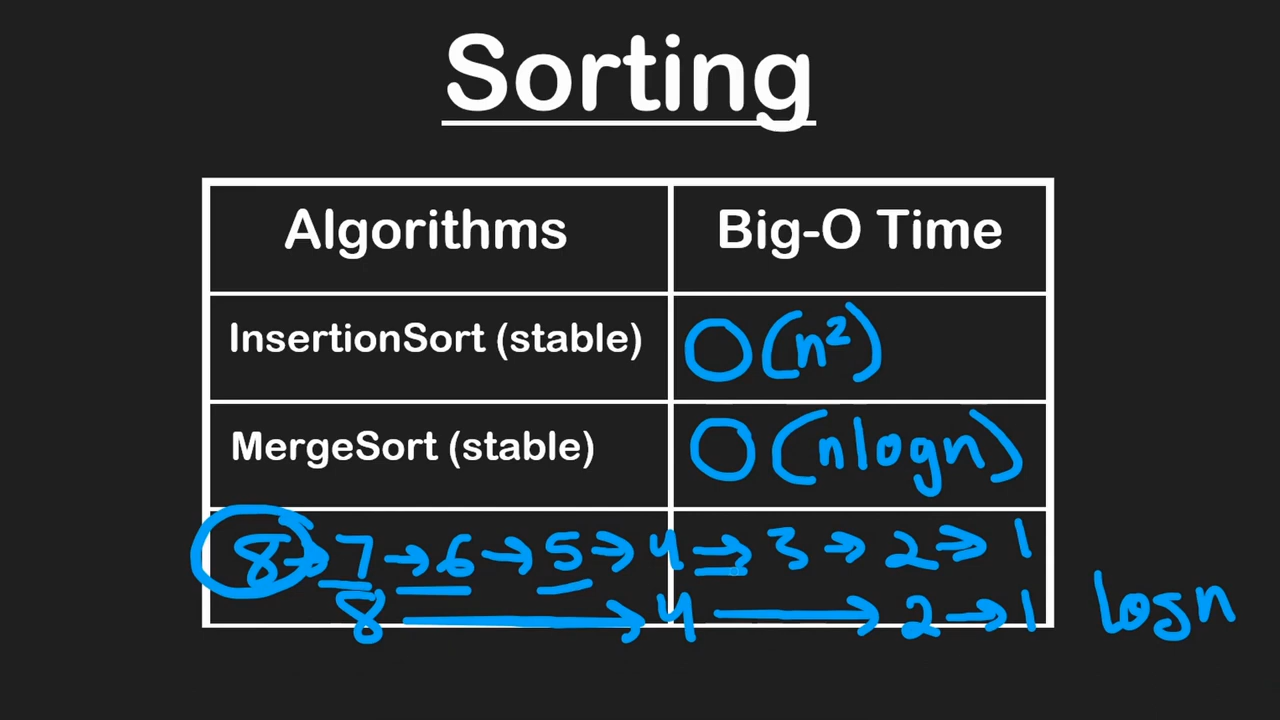 Sorting
Algorithms Big-O Time
InsertionSort (stable) O(n²)
MergeSort (stable) O(nlogn)
8→7→6→5→4→3→2→1
8→4→2→1 logn